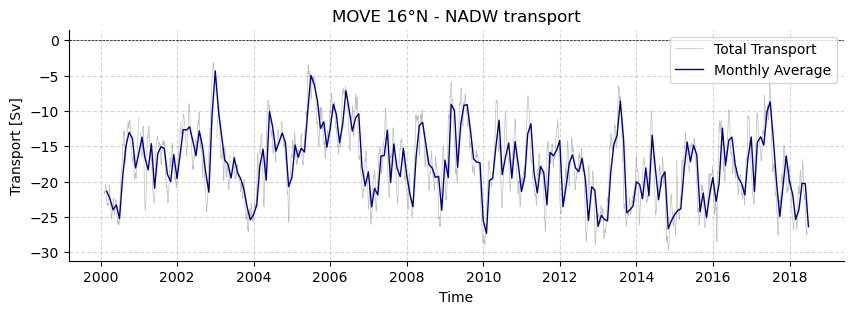 MOVE 16°N - NADW transport
Total Transport
Monthly Average
Transport [Sv]
0
−5
−10
−15
−20
−25
−30
2000 2002 2004 2006 2008 2010 2012 2014 2016 2018
Time